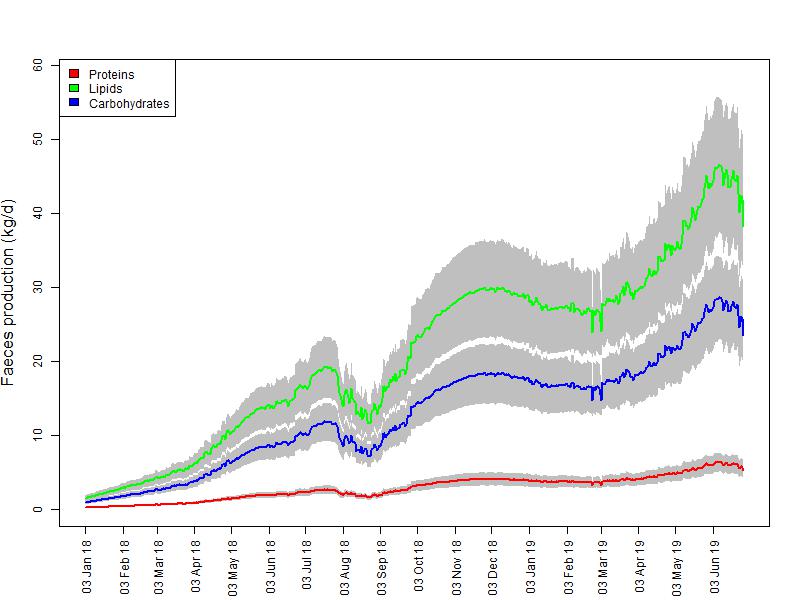 Proteins
Lipids
Carbohydrates
Faeces production (kg/d)
60
50
40
30
20
10
0
03 Jan 18
03 Feb 18
03 Mar 18
03 Apr 18
03 May 18
03 Jun 18
03 Jul 18
03 Aug 18
03 Sep 18
03 Oct 18
03 Nov 18
03 Dec 18
03 Jan 19
03 Feb 19
03 Mar 19
03 Apr 19
03 May 19
03 Jun 19